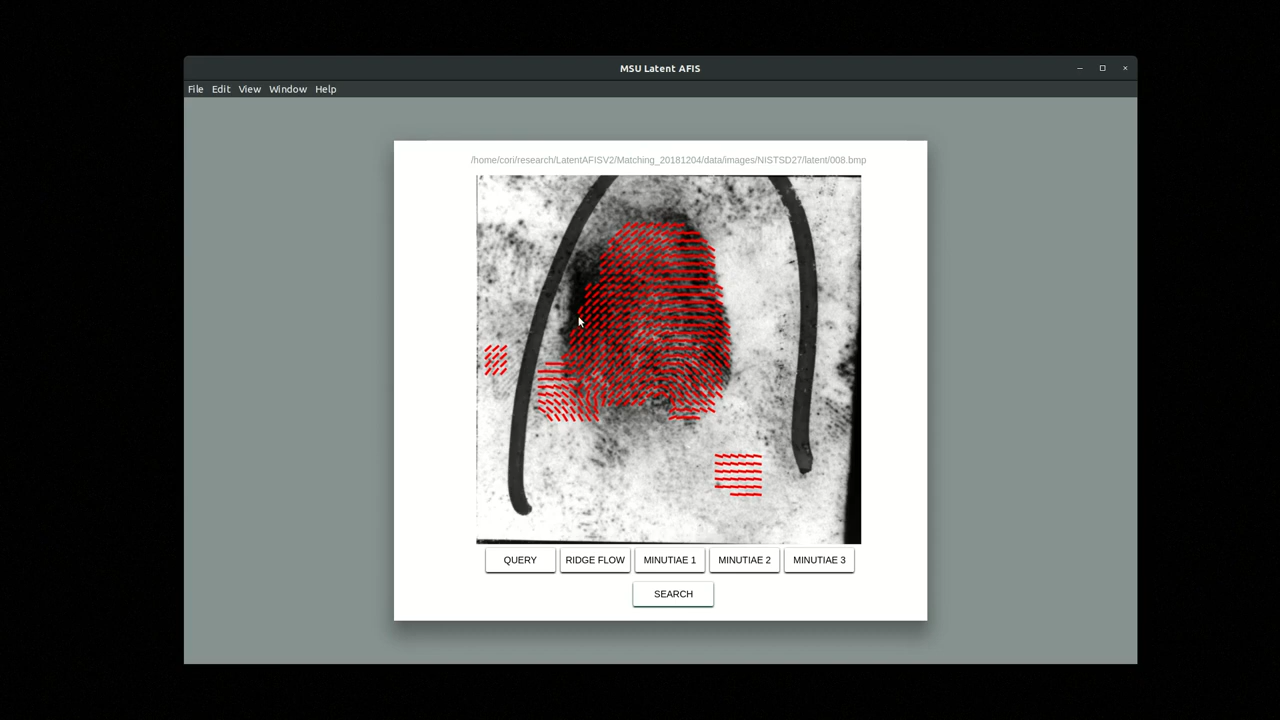 MSU Latent AFIS
File Edit View Window Help
/home/cori/research/LatentAFISV2/Matching_20181204/data/images/NISTSD27/latent/008.bmp
QUERY RIDGE FLOW MINUTIAE 1 MINUTIAE 2 MINUTIAE 3
SEARCH